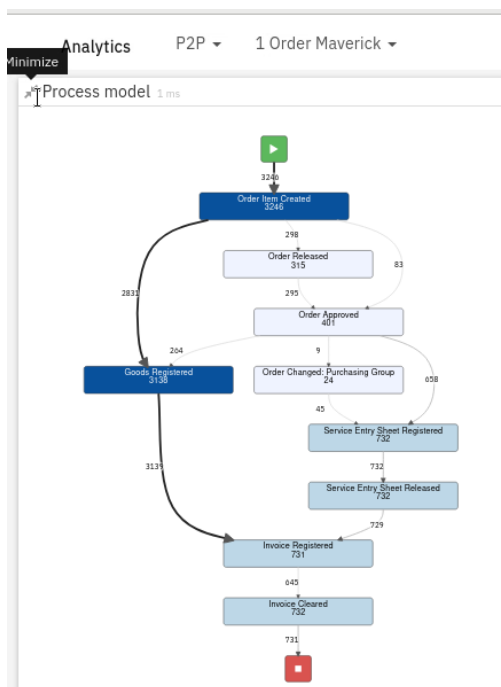 Analytics
P2P
1 Order Maverick
Minimize
Process model 1 ms
3246
Order Item Created
3246
298
Order Released
315
83
2831
295
Order Approved
401
264
9
Goods Registered
3138
Order Changed: Purchasing Group
24
658
45
Service Entry Sheet Registered
732
3139
732
Service Entry Sheet Released
732
729
Invoice Registered
731
645
Invoice Cleared
732
731